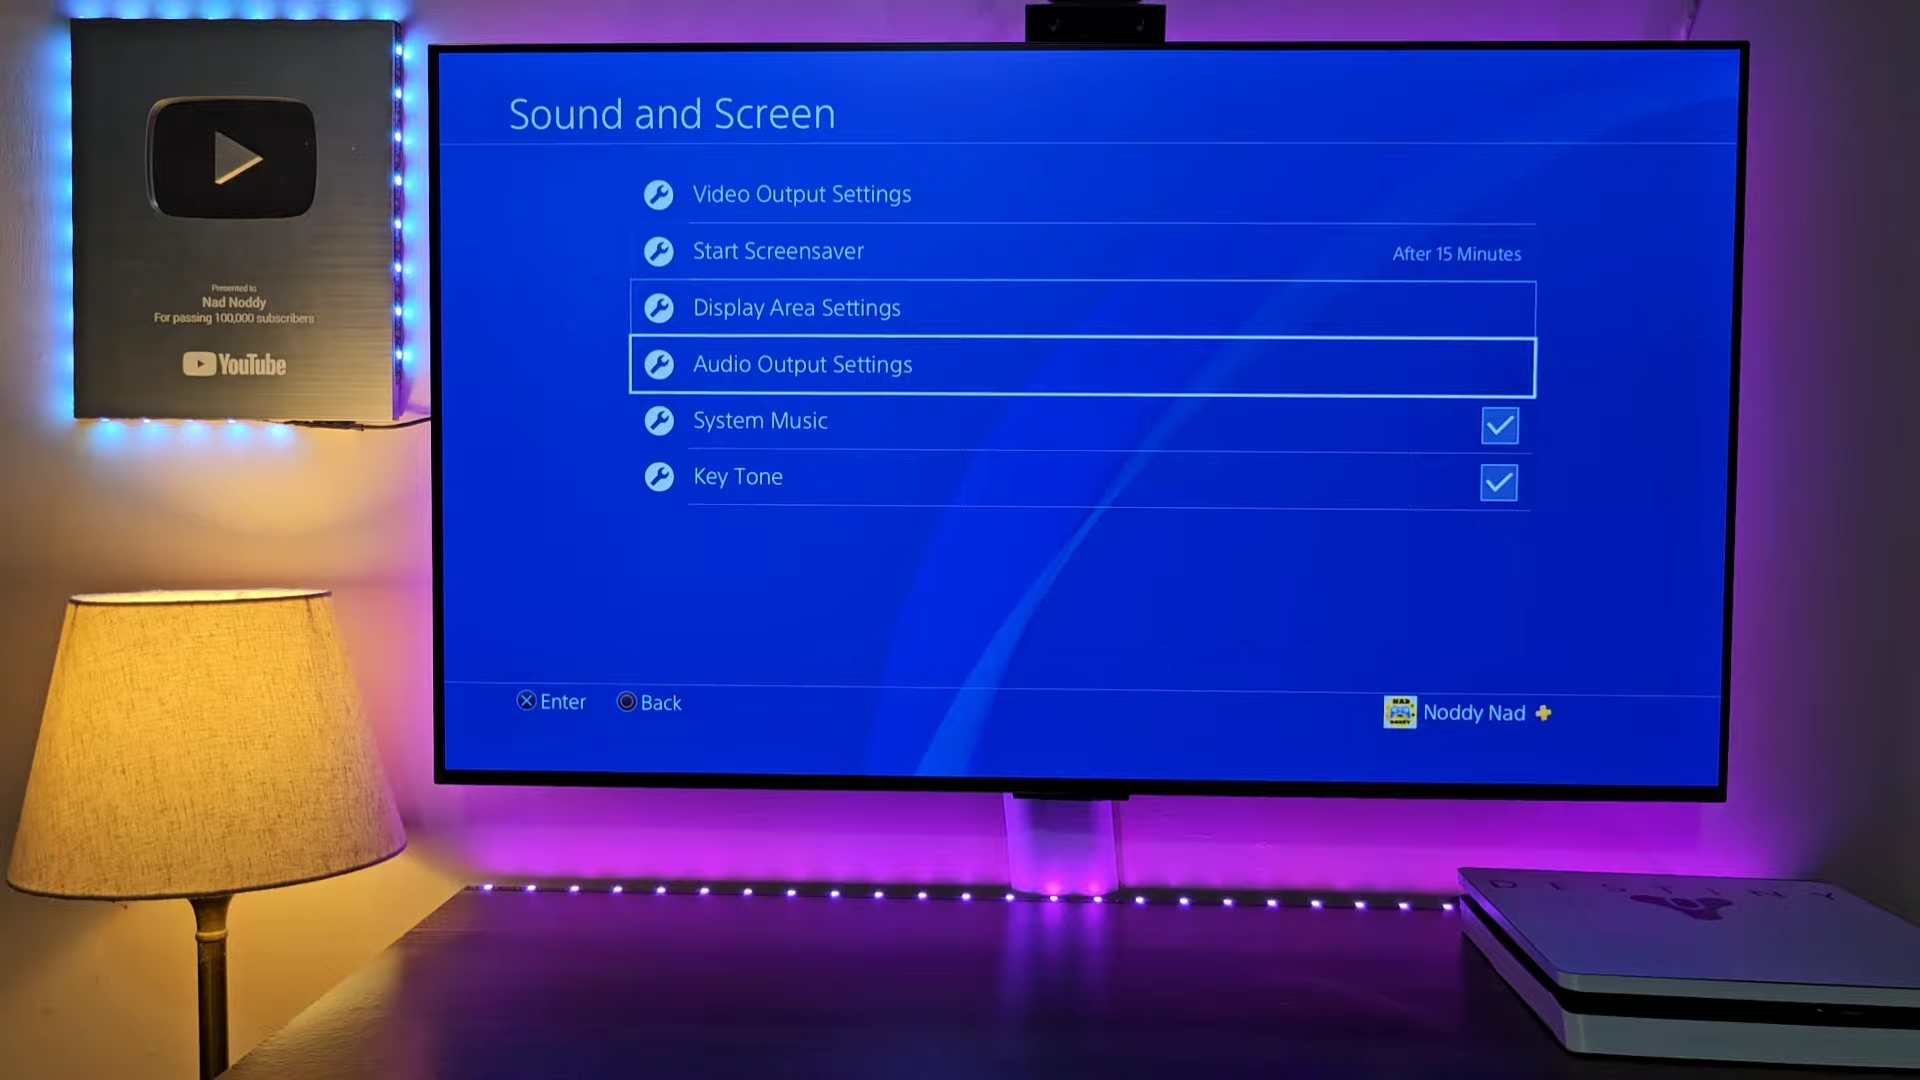 Sound and Screen
Video Output Settings
Start Screensaver
After 15 Minutes
Display Area Settings
Audio Output Settings
System Music
Key Tone
Enter
Back
Noddy Nad
Presented to
Nad Noddy
For passing 100,000 subscribers
YouTube
DESTINY